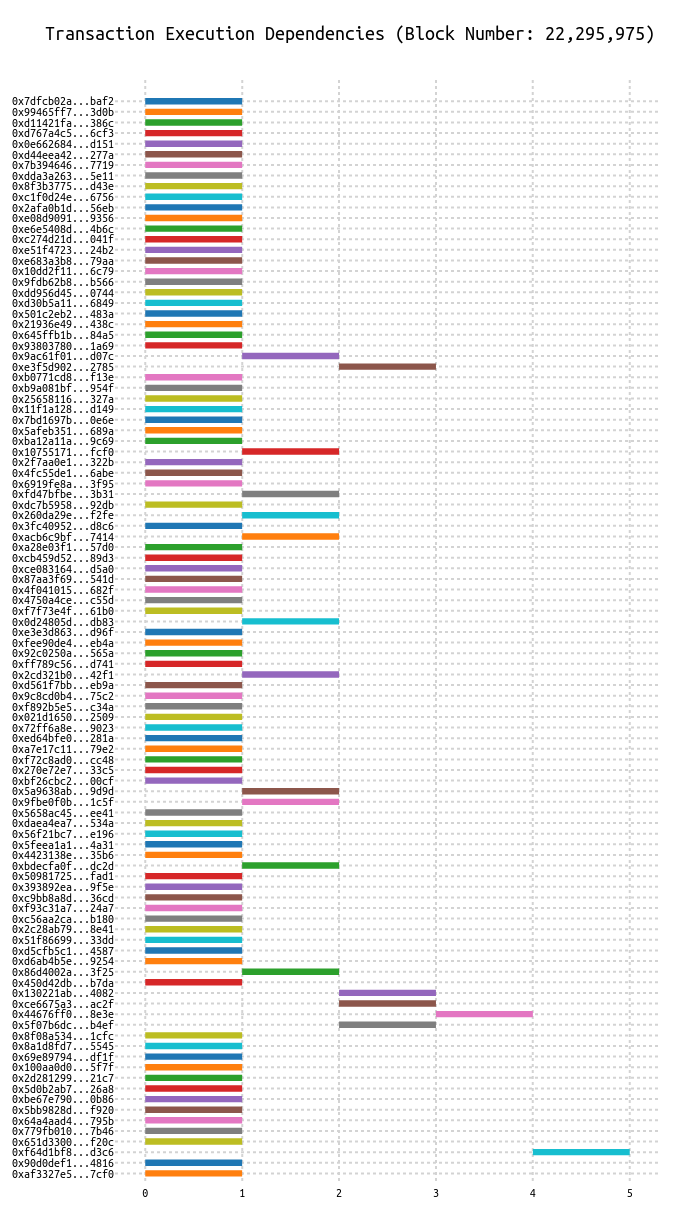 Transaction Execution Dependencies (Block Number: 22,295,975)
0x7dfcb02a...baf2
0x99465ff7...3d0b
0xd11421fa...386c
0xd767a4c5...6cf3
0x0e662684...d151
0xd44eea42...277a
0x7b394646...7719
0xdda3a263...5e11
0x8f3b3775...d43e
0xc1f0d24e...6756
0x2afa0b1d...56eb
0xe08d9091...9356
0xe6e5408d...4b6c
0xc274d21d...041f
0xe51f4723...24b2
0xe683a3b8...79aa
0x10dd2f11...6c79
0x9fdb62b8...b566
0xdd956d45...0744
0xd30b5a11...6849
0x501c2eb2...483a
0x21936e49...438c
0x645ffb1b...84a5
0x93803780...1a69
0x9ac61f01...d07c
0xe3f5d902...2785
0xb0771cd8...f13e
0xb9a081bf...954f
0x25658116...327a
0x11f1a128...d149
0x7bd1697b...0e6e
0x5afeb351...689a
0xba12a11a...9c69
0x10755171...fcf0
0x2f7aa0e1...322b
0x4fc55de1...6abe
0x6919fe8a...3f95
0xfd47bfbe...3b31
0xdc7b5958...92db
0x260da29e...f2fe
0x3fc40952...d8c6
0xacb6c9bf...7414
0xa28e03f1...57d0
0xcb459d52...89d3
0xce083164...d5a0
0x87aa3f69...541d
0x4f041015...682f
0x4750a4ce...c55d
0xf7f73e4f...61b0
0x0d24805d...db83
0xe3e3d863...d96f
0xfee90de4...eb4a
0x92c0250a...565a
0xff789c56...d741
0x2cd321b0...42f1
0xd561f7bb...eb9a
0x9c8cd0b4...75c2
0xf892b5e5...c34a
0x021d1650...2509
0x72ff6a8e...9023
0xed64bfe0...281a
0xa7e17c11...79e2
0xf72c8ad0...cc48
0x270e72e7...33c5
0xbf26cbc2...00cf
0x5a9638ab...9d9d
0x9fbe0f0b...1c5f
0x5658ac45...ee41
0xdaea4ea7...534a
0x56f21bc7...e196
0x5feea1a1...4a31
0x4423138e...35b6
0xbdecfa0f...dc2d
0x50981725...fad1
0x393892ea...9f5e
0xc9bb8a8d...36cd
0xf93c31a7...24a7
0xc56aa2ca...b180
0x2c28ab79...8e41
0x51f86699...33dd
0xd5cfb5c1...4587
0xd6ab4b5e...9254
0x86d4002a...3f25
0x450d42db...b7da
0x130221ab...4082
0xce6675a3...ac2f
0x44676ff0...8e3e
0x5f07b6dc...b4ef
0x8f08a534...1cfc
0x8a1d8fd7...5545
0x69e89794...df1f
0x100aa0d0...5f7f
0x2d281299...21c7
0x5d0b2ab7...26a8
0xbe67e790...0b86
0x5bb9828d...f920
0x64a4aad4...795b
0x779fb010...7b46
0x651d3300...f20c
0xf64d1bf8...d3c6
0x90d0def1...4816
0xaf3327e5...7cf0
0 1 2 3 4 5